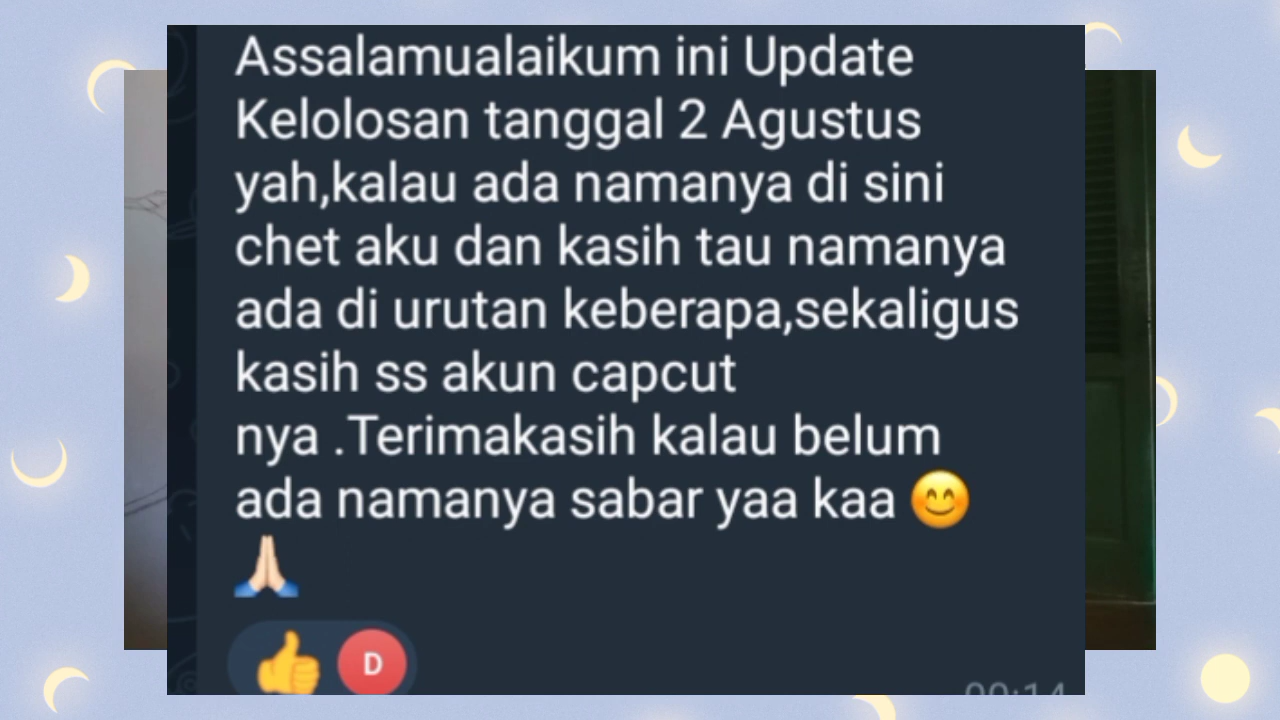 Assalamualaikum ini Update
Kelolosan tanggal 2 Agustus
yah,kalau ada namanya di sini
chet aku dan kasih tau namanya
ada di urutan keberapa,sekaligus
kasih ss akun capcut
nya .Terimakasih kalau belum
ada namanya sabar yaa kaa 😊
🙏🏻
👍 D